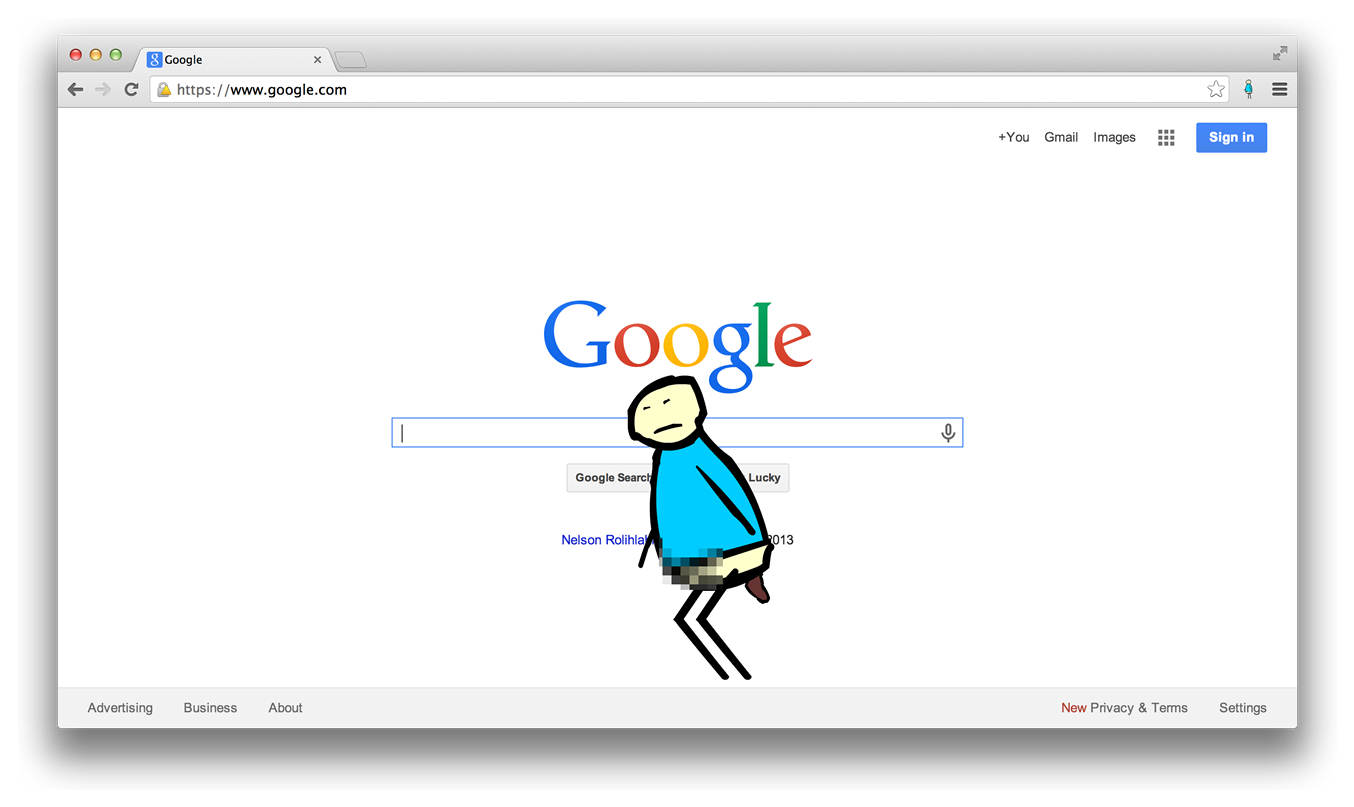 Google
https://www.google.com
+You Gmail Images Sign in
Google
Google Search Lucky
Nelson 2013
Advertising Business About New Privacy & Terms Settings